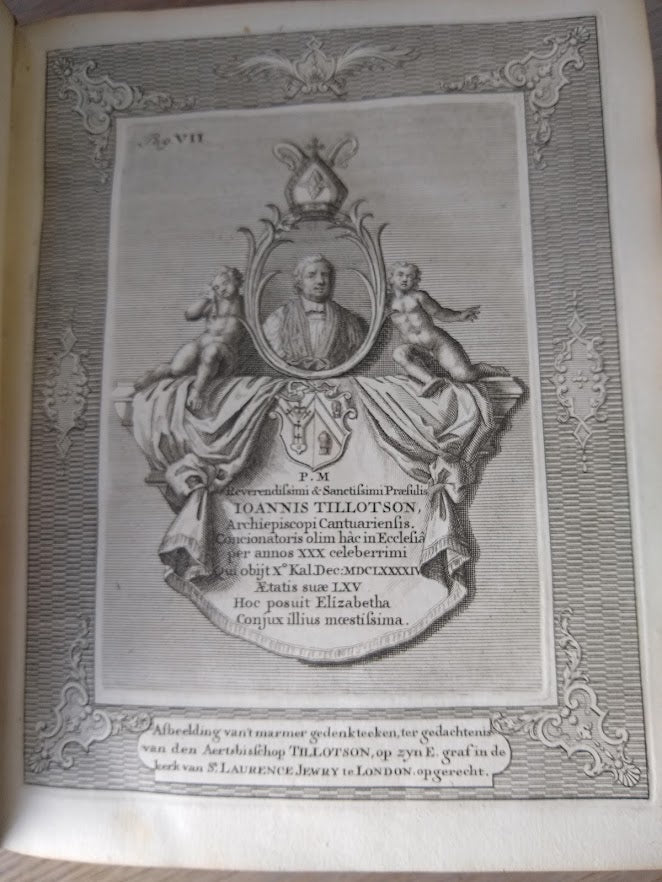 VII
P. M
Reverendiſsimi & Sanctiſsimi Præſulis
IOANNIS TILLOTSON,
Archiepiscopi Cantuarienſis.
Concionatoris olim hâc in Eccleſiâ
per annos XXX celeberrimi
Qui obijt X° Kal. Dec: MDCLXXXXIV
Ætatis suæ LXV
Hoc posuit Elizabetha
Conjux illius mœstiſsima.
Afbeelding van't marmer gedenkteeken, ter gedachtenis
van den Aertsbiſschop TILLOTSON, op zyn E. graf in de
kerk van St. LAURENCE JEWRY te LONDON. opgerecht.